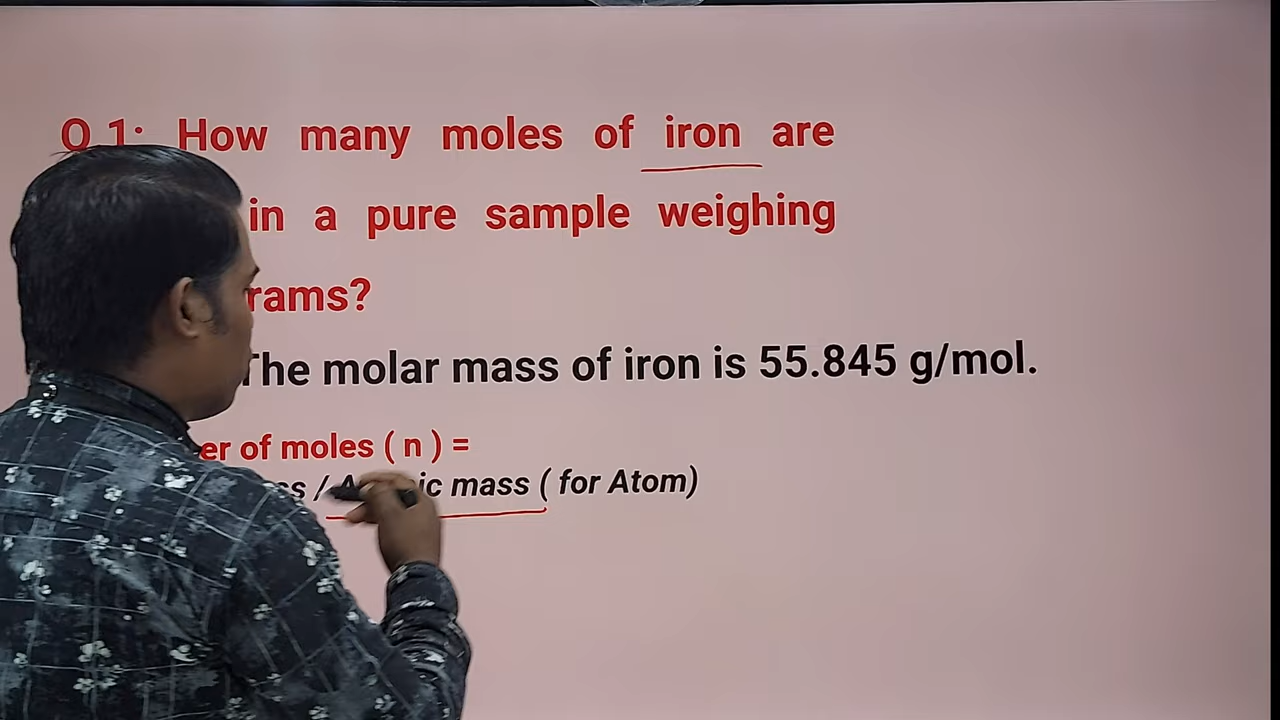 Q.1: How many moles of iron are
in a pure sample weighing
rams?
The molar mass of iron is 55.845 g/mol.
er of moles ( n ) =
ss / A ic mass ( for Atom)